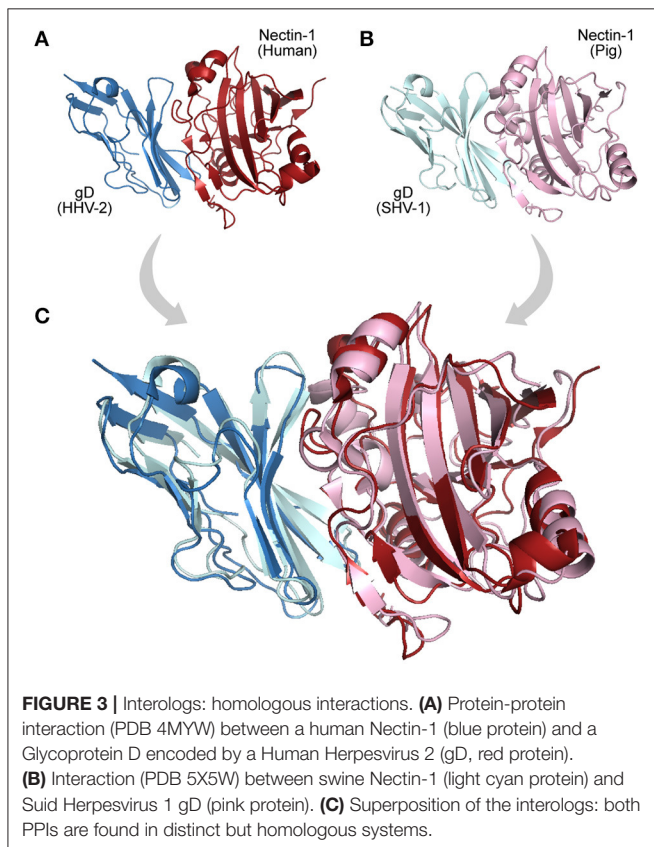 A
Nectin-1
(Human)
gD
(HHV-2)
B
Nectin-1
(Pig)
gD
(SHV-1)
C
FIGURE 3 | Interologs: homologous interactions. (A) Protein-protein
interaction (PDB 4MYW) between a human Nectin-1 (blue protein) and a
Glycoprotein D encoded by a Human Herpesvirus 2 (gD, red protein).
(B) Interaction (PDB 5X5W) between swine Nectin-1 (light cyan protein) and
Suid Herpesvirus 1 gD (pink protein). (C) Superposition of the interologs: both
PPIs are found in distinct but homologous systems.